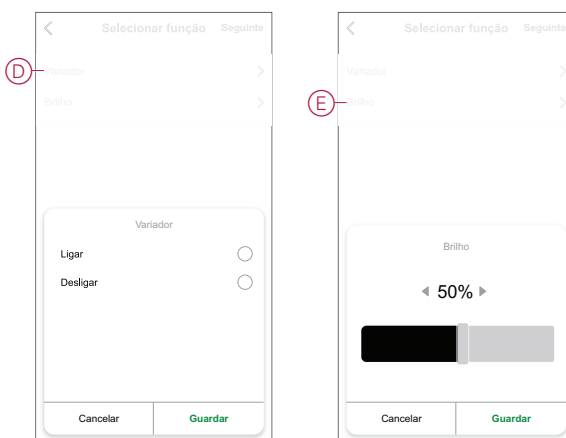 Selecionar função Seguinte
D
Variador
Brilho
Variador
Ligar
Desligar
Cancelar Guardar
Selecionar função Seguinte
Variador
E
Brilho
Brilho
50%
Cancelar Guardar